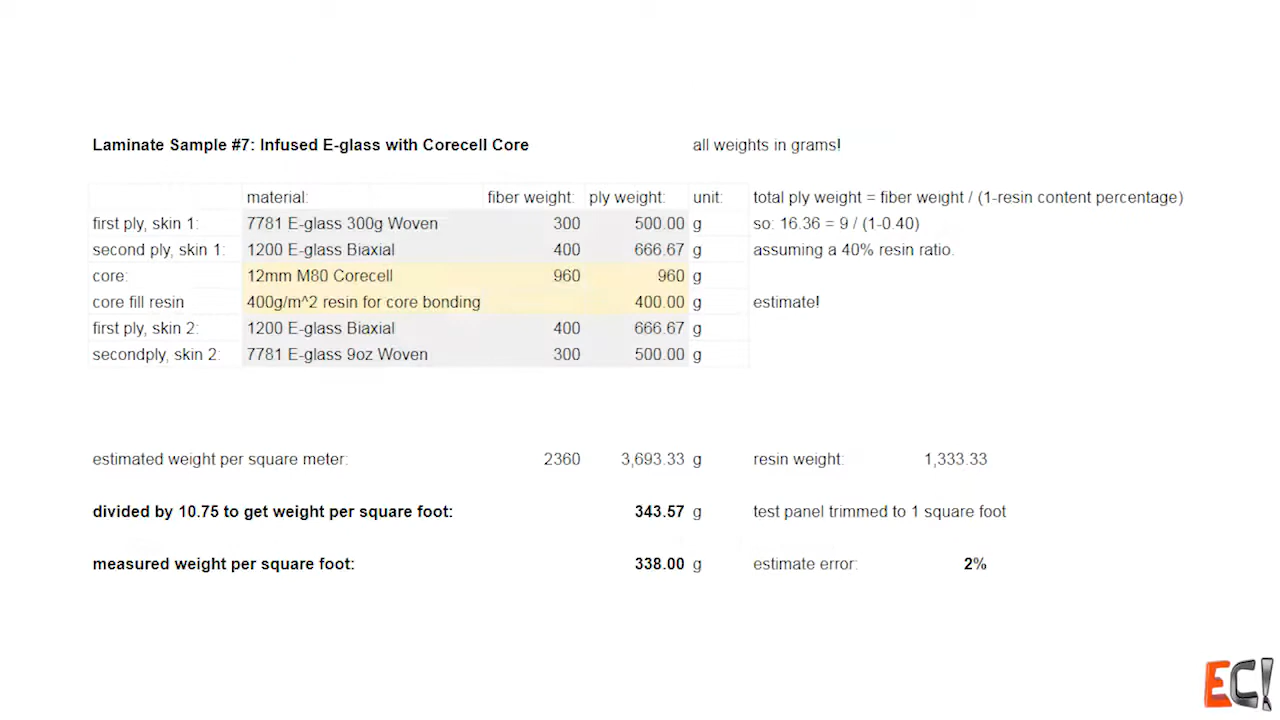 Laminate Sample #7: Infused E-glass with Corecell Core all weights in grams!
material: fiber weight: ply weight: unit: total ply weight = fiber weight / (1-resin content percentage)
first ply, skin 1: 7781 E-glass 300g Woven 300 500.00 g so: 16.36 = 9 / (1-0.40)
second ply, skin 1: 1200 E-glass Biaxial 400 666.67 g assuming a 40% resin ratio.
core: 12mm M80 Corecell 960 960 g
core fill resin 400g/m^2 resin for core bonding 400.00 g estimate!
first ply, skin 2: 1200 E-glass Biaxial 400 666.67 g
secondply, skin 2: 7781 E-glass 9oz Woven 300 500.00 g
estimated weight per square meter: 2360 3,693.33 g resin weight: 1,333.33
divided by 10.75 to get weight per square foot: 343.57 g test panel trimmed to 1 square foot
measured weight per square foot: 338.00 g estimate error: 2%
EC!